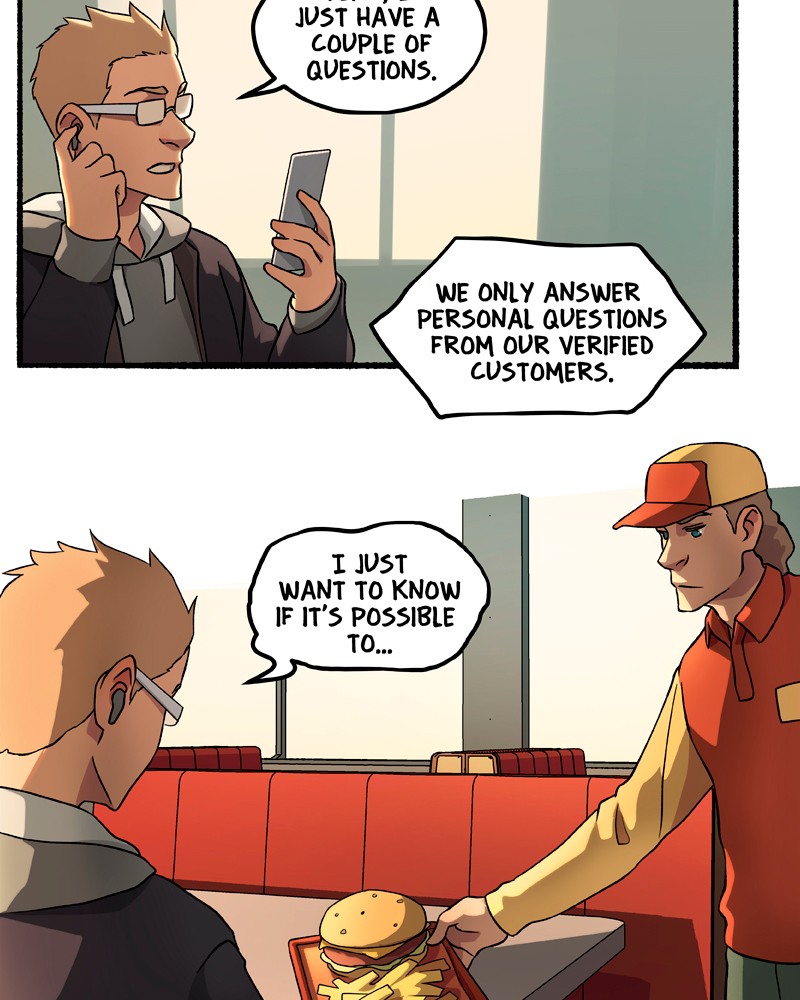 JUST HAVE A
COUPLE OF
QUESTIONS.
WE ONLY ANSWER
PERSONAL QUESTIONS
FROM OUR VERIFIED
CUSTOMERS.
I JUST
WANT TO KNOW
IF IT'S POSSIBLE
TO...